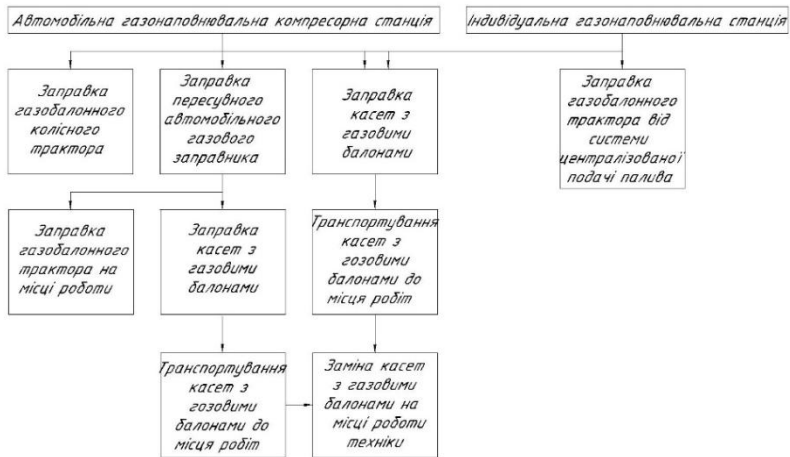 Автомобільна газонаповнювальна компресорна станція
Індивідуальна газонаповнювальна станція
Заправка
газобалонного
колісного
трактора
Заправка
пересувного
автомобільного
газового
заправника
Заправка
касет з
газовими
балонами
Заправка
газобалонного
трактора від
системи
централізованої
подачі палива
Заправка
газобалонного
трактора на
місці роботи
Заправка
касет з
газовими
балонами
Транспортування
касет з
гозовими
балонами до
місця робіт
Транспортування
касет з
гозовими
балонами до
місця робіт
Заміна касет
з газовими
балонами на
місці роботи
техніки